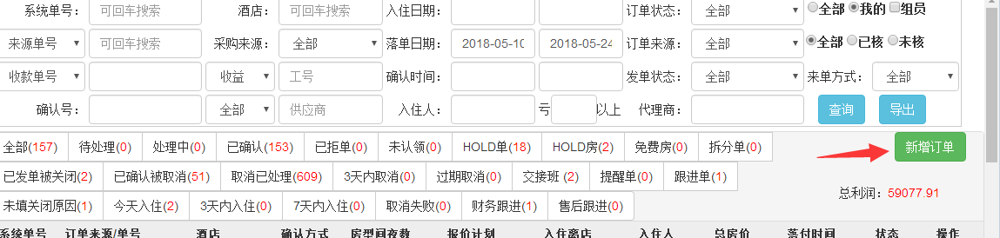 系统单号： 可回车搜索 酒店： 可回车搜索 入住日期： 订单状态： 全部 全部 我的 组员
来源单号 可回车搜索 采购来源： 全部 落单日期： 2018-05-10 2018-05-24 订单来源： 全部 全部 已核 未核
收款单号 收益 工号 确认时间： 发单状态： 全部 来单方式： 全部
确认号： 全部 供应商 入住人： 亏 以上 代理商： 查询 导出
全部(157) 待处理(0) 处理中(0) 已确认(153) 已拒单(0) 未认领(0) HOLD单(18) HOLD房(2) 免费房(0) 拆分单(0) 新增订单
已发单被关闭(2) 已确认被取消(51) 取消已处理(609) 3天内取消(0) 过期取消(0) 交接班 (2) 提醒单(0) 跟进单(1)
总利润：59077.91
未填关闭原因(1) 今天入住(2) 3天内入住(0) 7天内入住(0) 取消失败(0) 财务跟进(1) 售后跟进(0)
系统单号 订单来源/单号 酒店 确认方式 房型间夜数 报价计划 入住离店 入住人 总房价 落付时间 状态 操作